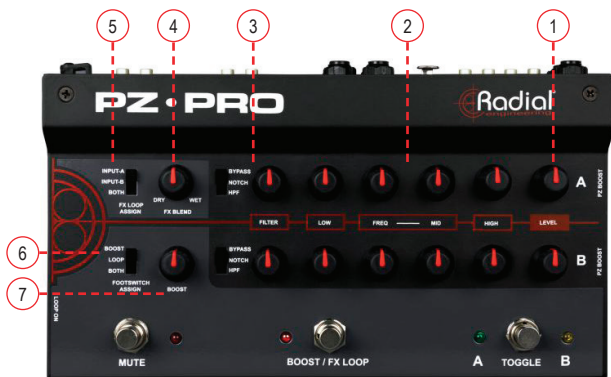 5 4 3 2 1
PZ·PRO
Radial
engineering
INPUT-A
INPUT-B
BOTH
FX LOOP
ASSIGN
DRY WET
FX BLEND
BYPASS
NOTCH
HPF
A
PZ BOOST
FILTER LOW FREQ MID HIGH LEVEL
6
BOOST
LOOP
BOTH
FOOTSWITCH
ASSIGN
BOOST
BYPASS
NOTCH
HPF
B
PZ BOOST
7
LOOP ON
MUTE BOOST / FX LOOP A TOGGLE B